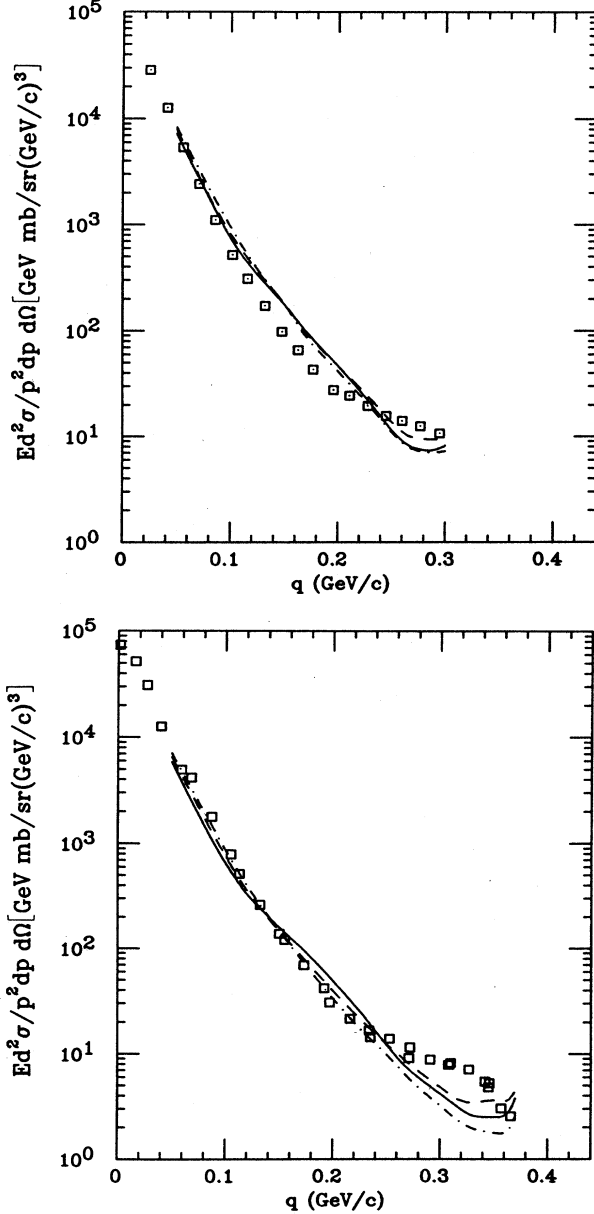 10⁵
10⁴
10³
10²
10¹
10⁰
Ed²σ/p²dp dΩ[GeV mb/sr(GeV/c)³]
0 0.1 0.2 0.3 0.4
q (GeV/c)
10⁵
10⁴
10³
10²
10¹
10⁰
Ed²σ/p²dp dΩ[GeV mb/sr(GeV/c)³]
0 0.1 0.2 0.3 0.4
q (GeV/c)